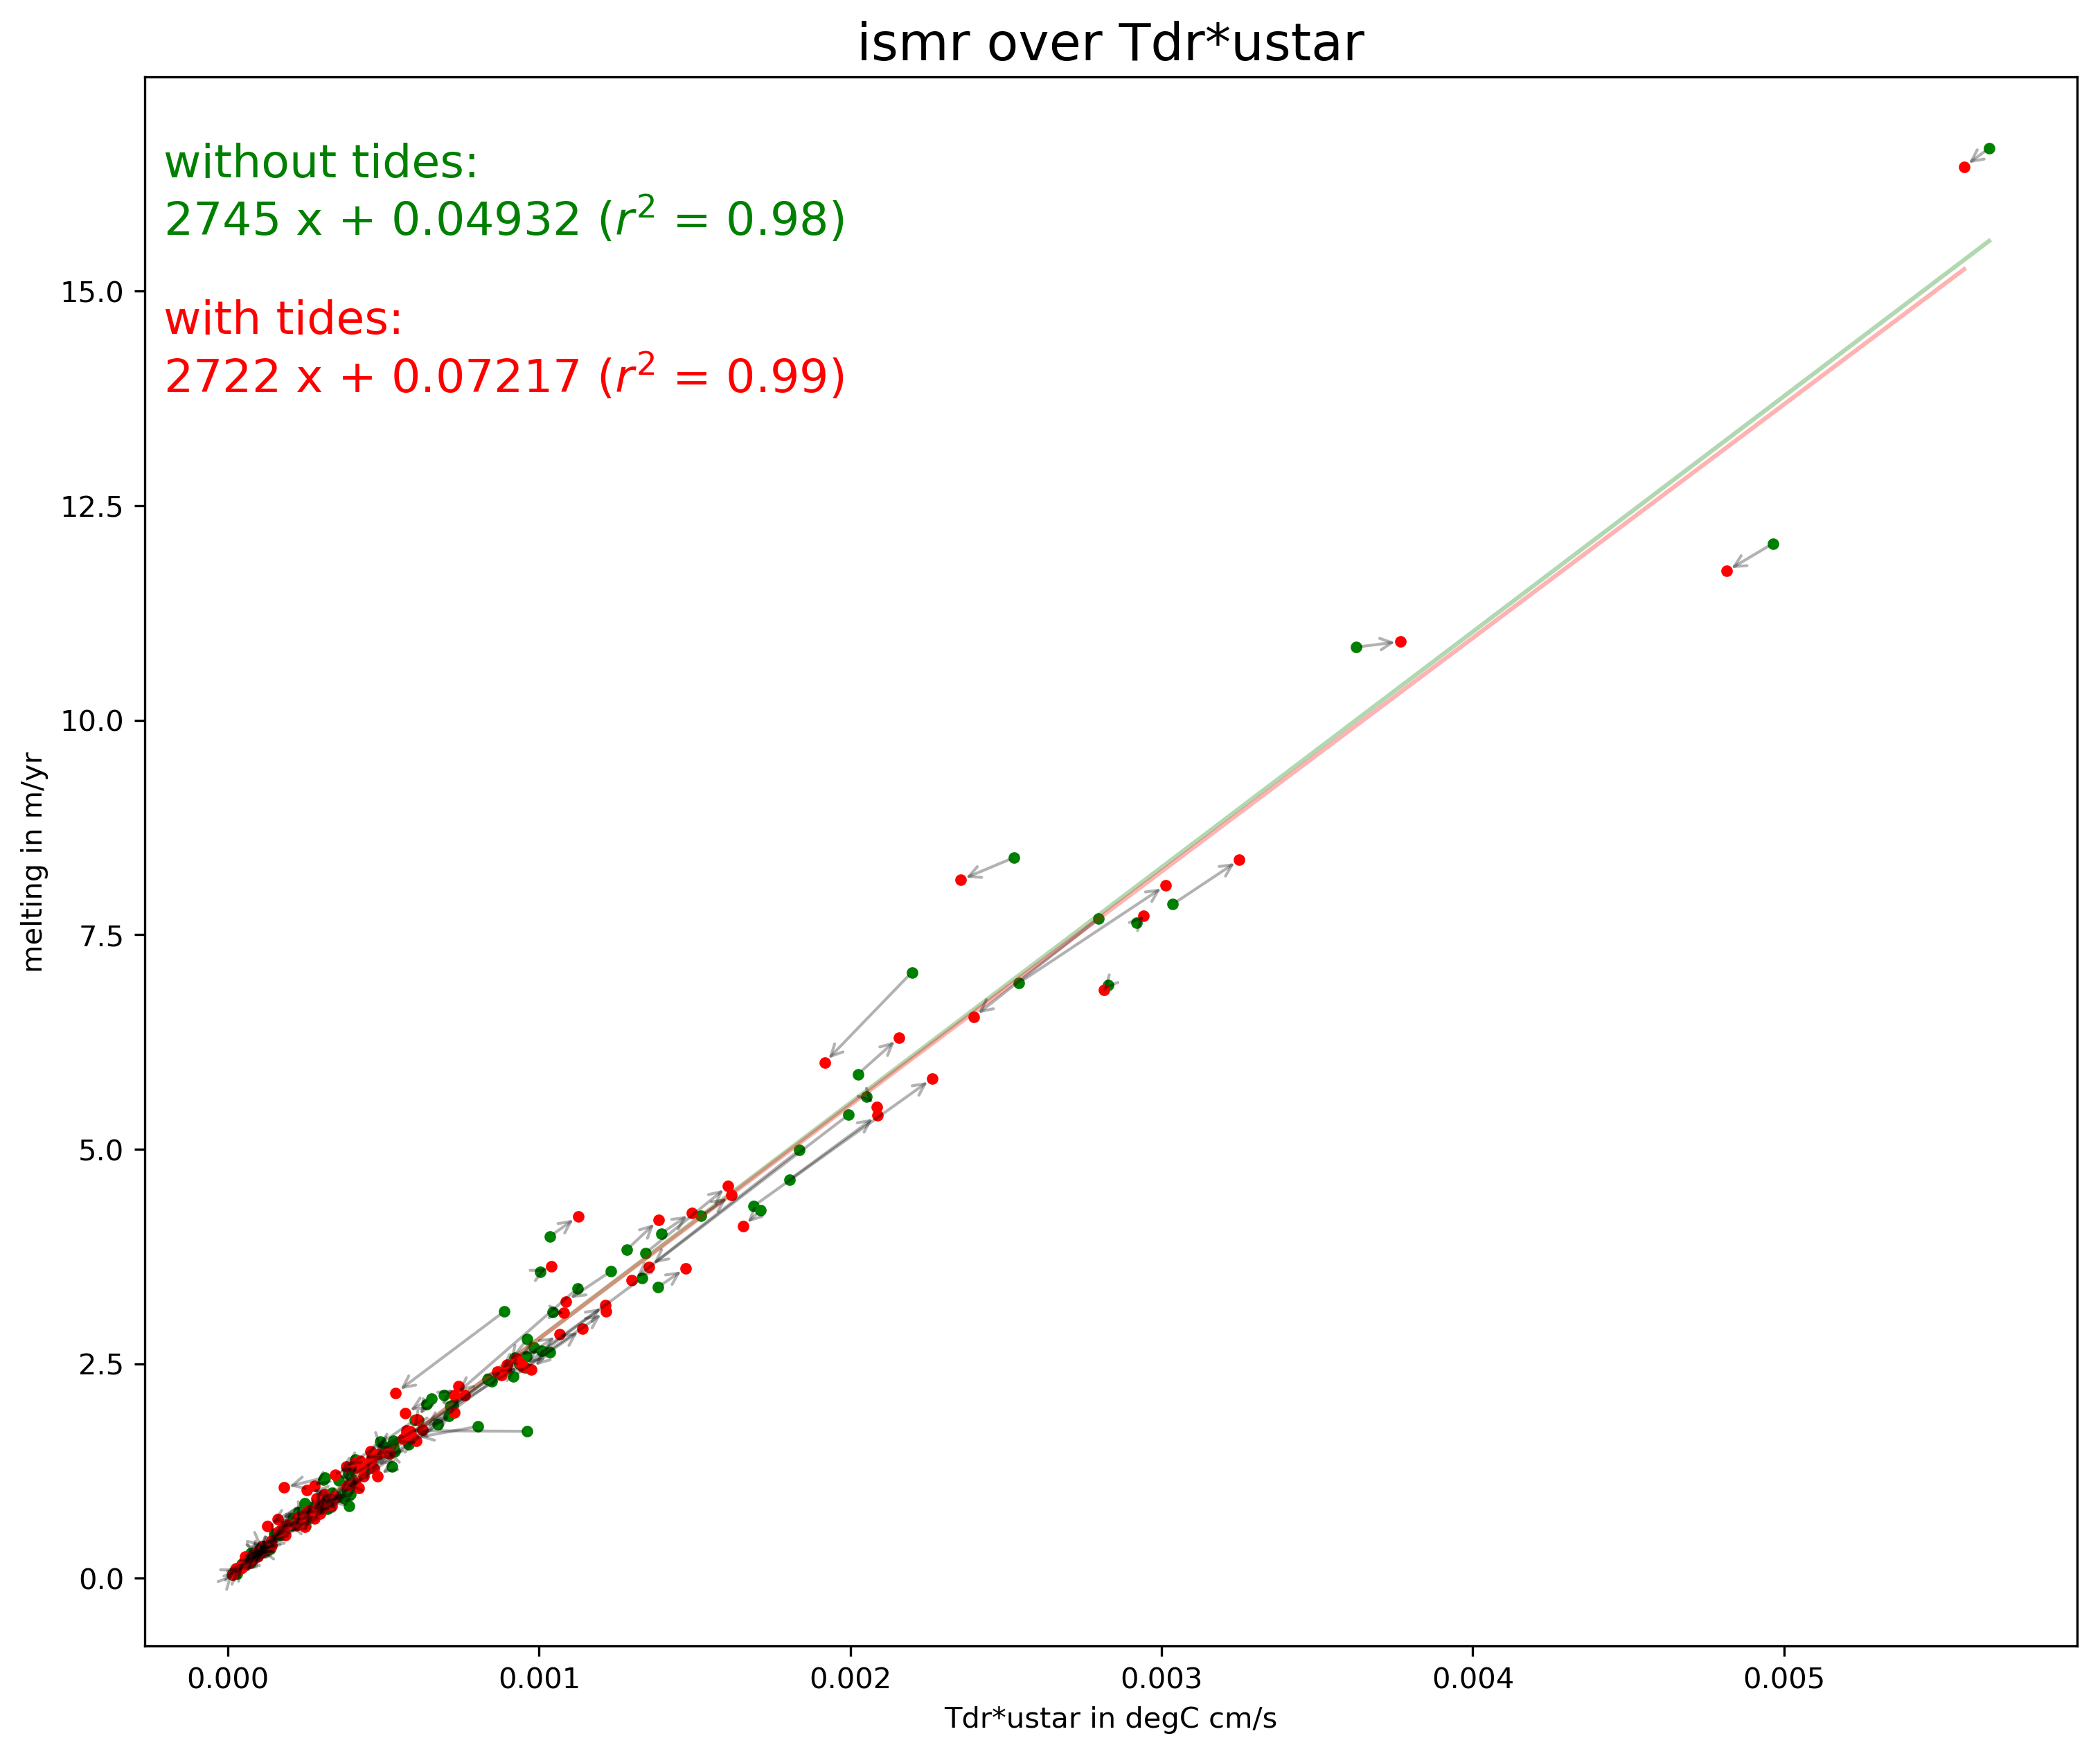 ismr over Tdr*ustar
without tides:
2745 x + 0.04932 (r² = 0.98)
with tides:
2722 x + 0.07217 (r² = 0.99)
15.0
12.5
10.0
7.5
5.0
2.5
0.0
melting in m/yr
0.000 0.001 0.002 0.003 0.004 0.005
Tdr*ustar in degC cm/s